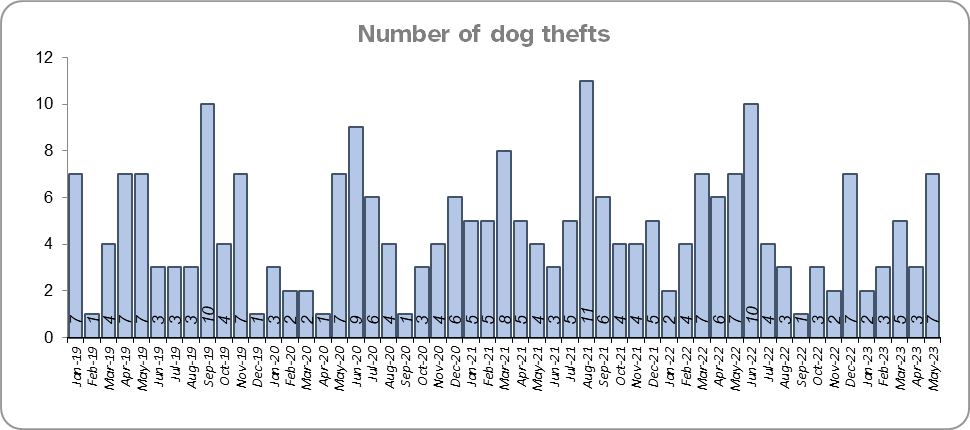 Number of dog thefts
12
10
8
6
4
2
0
7 1 4 7 7 3 3 3 10 4 7 1 3 2 2 1 7 9 6 4 1 3 4 6 5 5 8 5 4 3 5 11 6 4 4 5 2 4 7 6 7 10 4 3 1 3 2 7 2 3 5 3 7
Jan-19 Feb-19 Mar-19 Apr-19 May-19 Jun-19 Jul-19 Aug-19 Sep-19 Oct-19 Nov-19 Dec-19 Jan-20 Feb-20 Mar-20 Apr-20 May-20 Jun-20 Jul-20 Aug-20 Sep-20 Oct-20 Nov-20 Dec-20 Jan-21 Feb-21 Mar-21 Apr-21 May-21 Jun-21 Jul-21 Aug-21 Sep-21 Oct-21 Nov-21 Dec-21 Jan-22 Feb-22 Mar-22 Apr-22 May-22 Jun-22 Jul-22 Aug-22 Sep-22 Oct-22 Nov-22 Dec-22 Jan-23 Feb-23 Mar-23 Apr-23 May-23